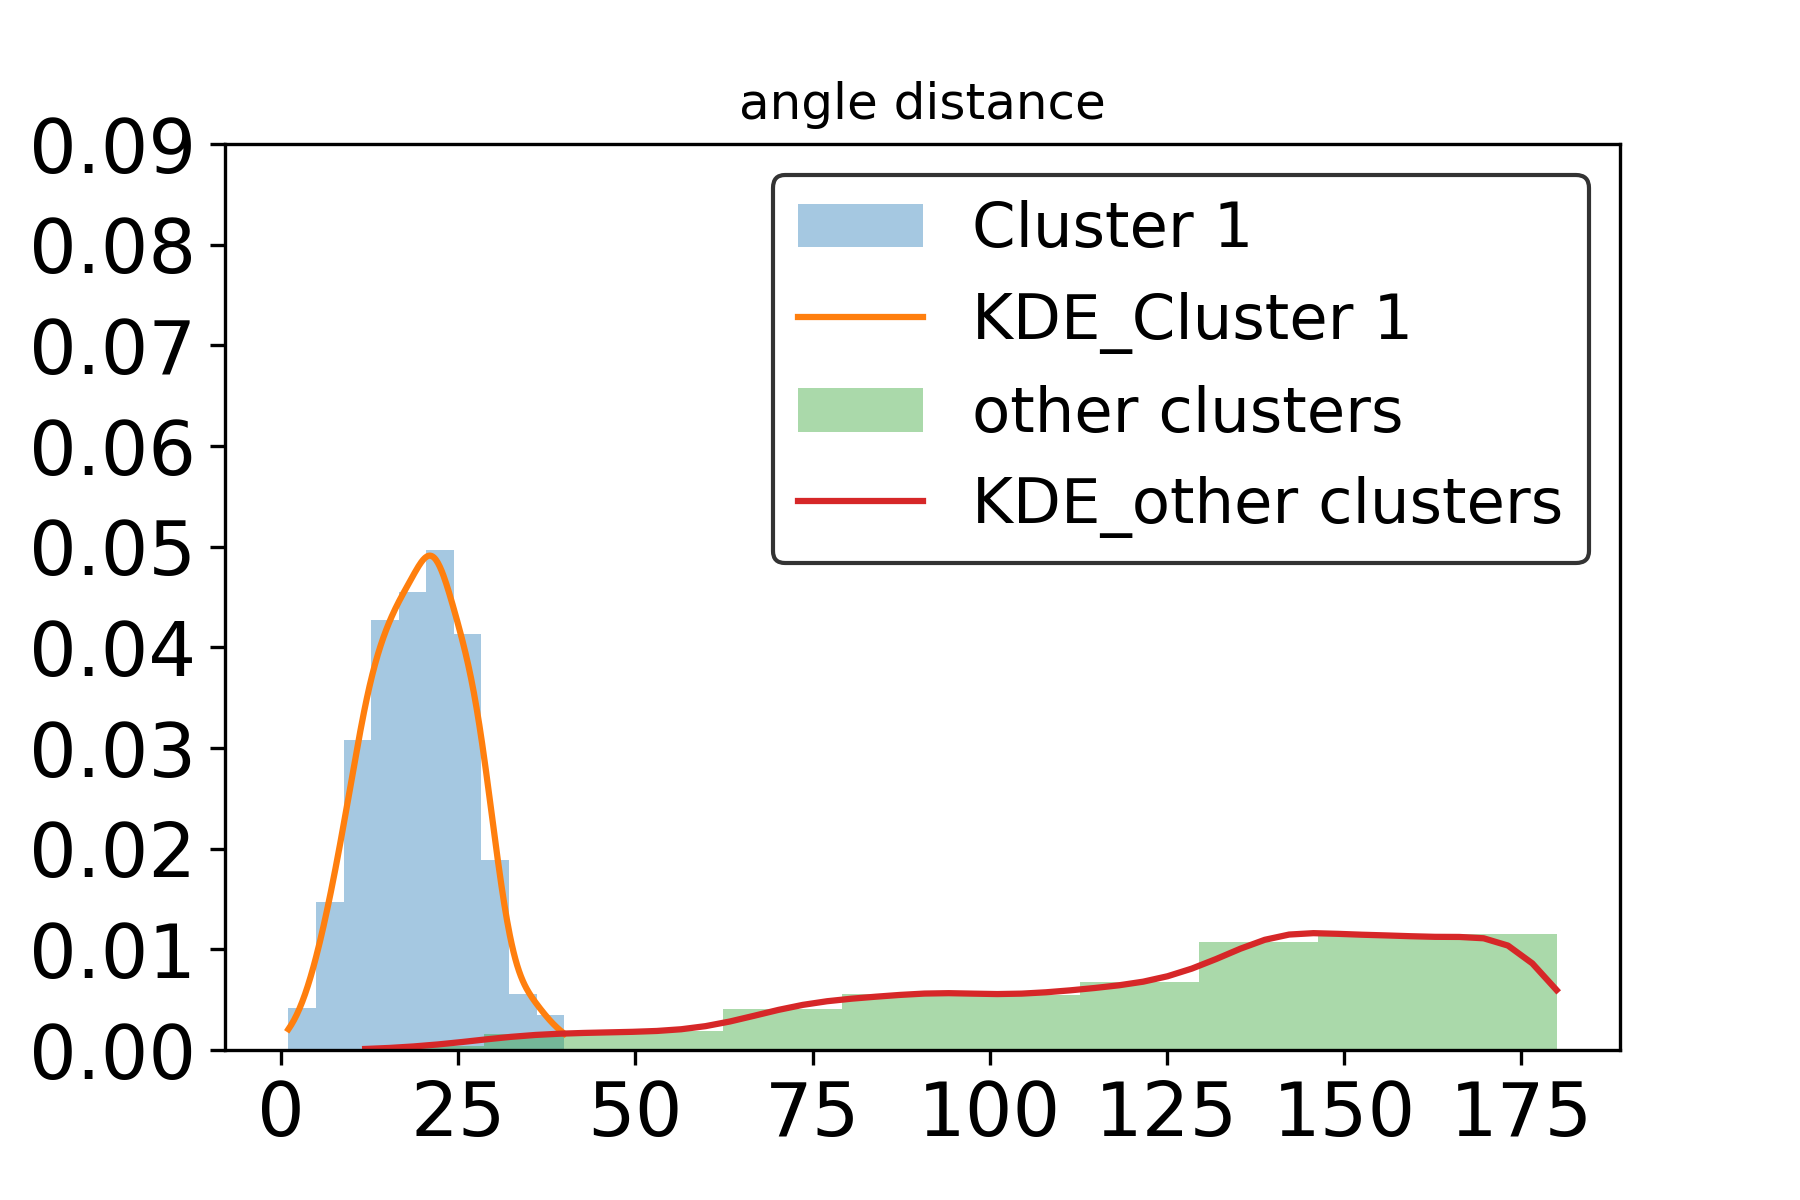 angle distance
0.09
0.08
0.07
0.06
0.05
0.04
0.03
0.02
0.01
0.00
Cluster 1
KDE_Cluster 1
other clusters
KDE_other clusters
0 25 50 75 100 125 150 175